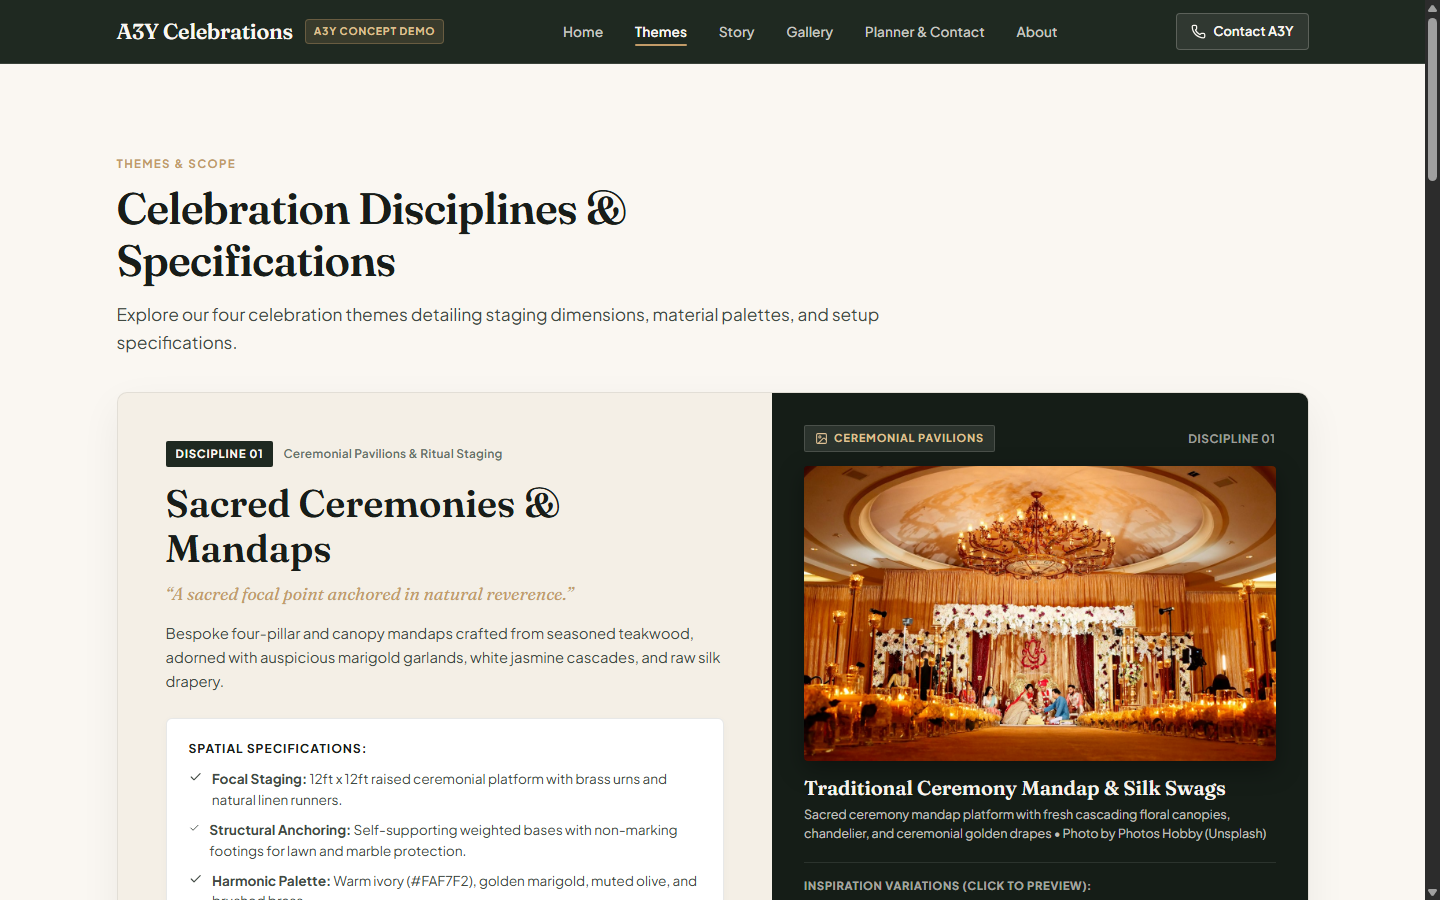 A3Y Celebrations
A3Y CONCEPT DEMO
Home
Themes
Story
Gallery
Planner & Contact
About
Contact A3Y
THEMES & SCOPE
Celebration Disciplines &
Specifications
Explore our four celebration themes detailing staging dimensions, material palettes, and setup
specifications.
DISCIPLINE 01
Ceremonial Pavilions & Ritual Staging
Sacred Ceremonies &
Mandaps
“A sacred focal point anchored in natural reverence.”
Bespoke four-pillar and canopy mandaps crafted from seasoned teakwood,
adorned with auspicious marigold garlands, white jasmine cascades, and raw silk
drapery.
SPATIAL SPECIFICATIONS:
Focal Staging: 12ft x 12ft raised ceremonial platform with brass urns and
natural linen runners.
Structural Anchoring: Self-supporting weighted bases with non-marking
footings for lawn and marble protection.
Harmonic Palette: Warm ivory (#FAF7F2), golden marigold, muted olive, and
brushed brass.
CEREMONIAL PAVILIONS
DISCIPLINE 01
Traditional Ceremony Mandap & Silk Swags
Sacred ceremony mandap platform with fresh cascading floral canopies,
chandelier, and ceremonial golden drapes • Photo by Photos Hobby (Unsplash)
INSPIRATION VARIATIONS (CLICK TO PREVIEW):